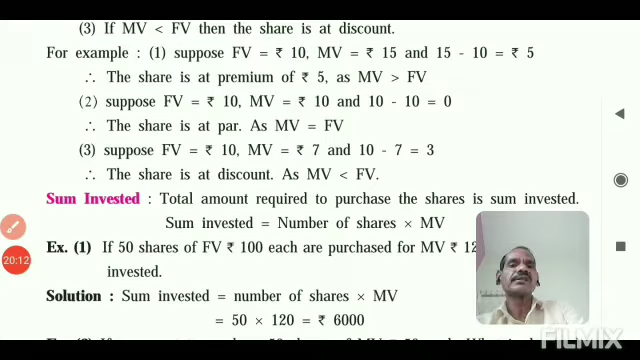 (3) If MV < FV then the share is at discount.
For example : (1) suppose FV = ₹ 10, MV = ₹ 15 and 15 - 10 = ₹ 5
∴ The share is at premium of ₹ 5, as MV > FV
(2) suppose FV = ₹ 10, MV = ₹ 10 and 10 - 10 = 0
∴ The share is at par. As MV = FV
(3) suppose FV = ₹ 10, MV = ₹ 7 and 10 - 7 = 3
∴ The share is at discount. As MV < FV.
Sum Invested : Total amount required to purchase the shares is sum invested.
Sum invested = Number of shares × MV
Ex. (1) If 50 shares of FV ₹ 100 each are purchased for MV ₹ 12
invested.
Solution : Sum invested = number of shares × MV
= 50 × 120 = ₹ 6000
20:12
FILMIX